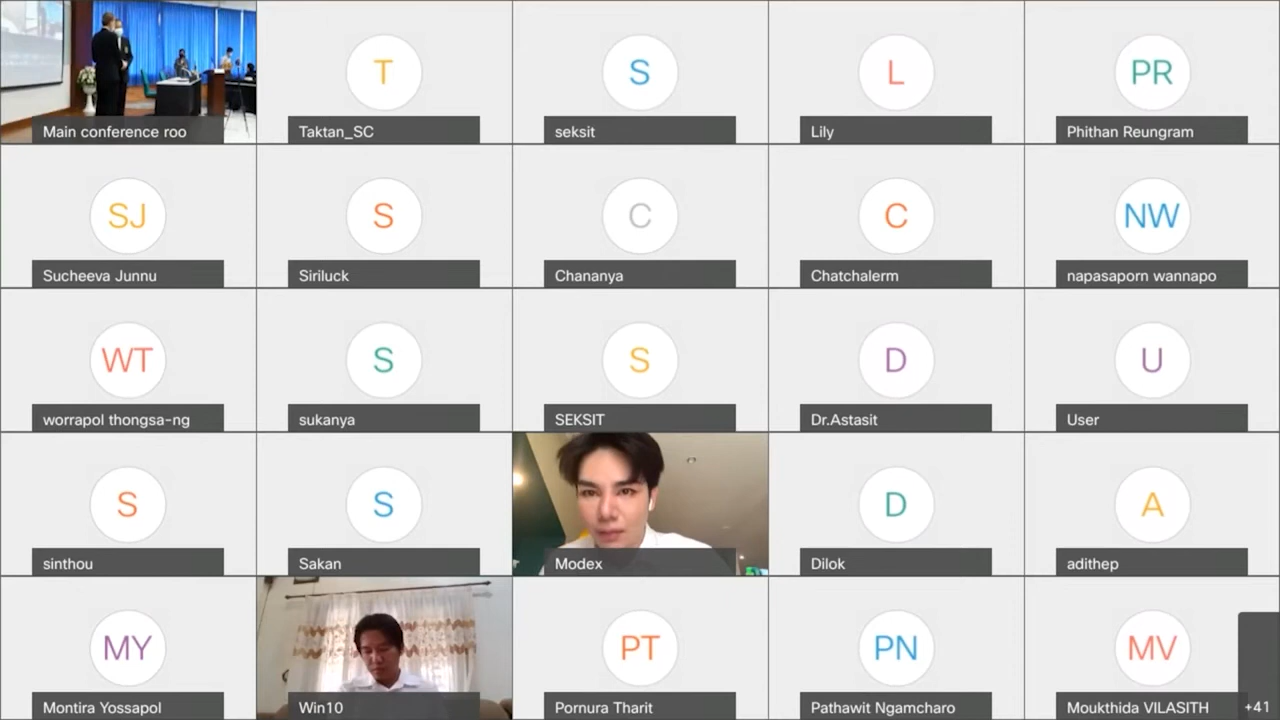 Main conference roo
T
Taktan_SC
S
seksit
L
Lily
PR
Phithan Reungram
SJ
Sucheeva Junnu
S
Siriluck
C
Chananya
C
Chatchalerm
NW
napasaporn wannapo
WT
worrapol thongsa-ng
S
sukanya
S
SEKSIT
D
Dr.Astasit
U
User
S
sinthou
S
Sakan
Modex
D
Dilok
A
adithep
MY
Montira Yossapol
Win10
PT
Pornura Tharit
PN
Pathawit Ngamcharo
MV
Moukthida VILASITH
+41